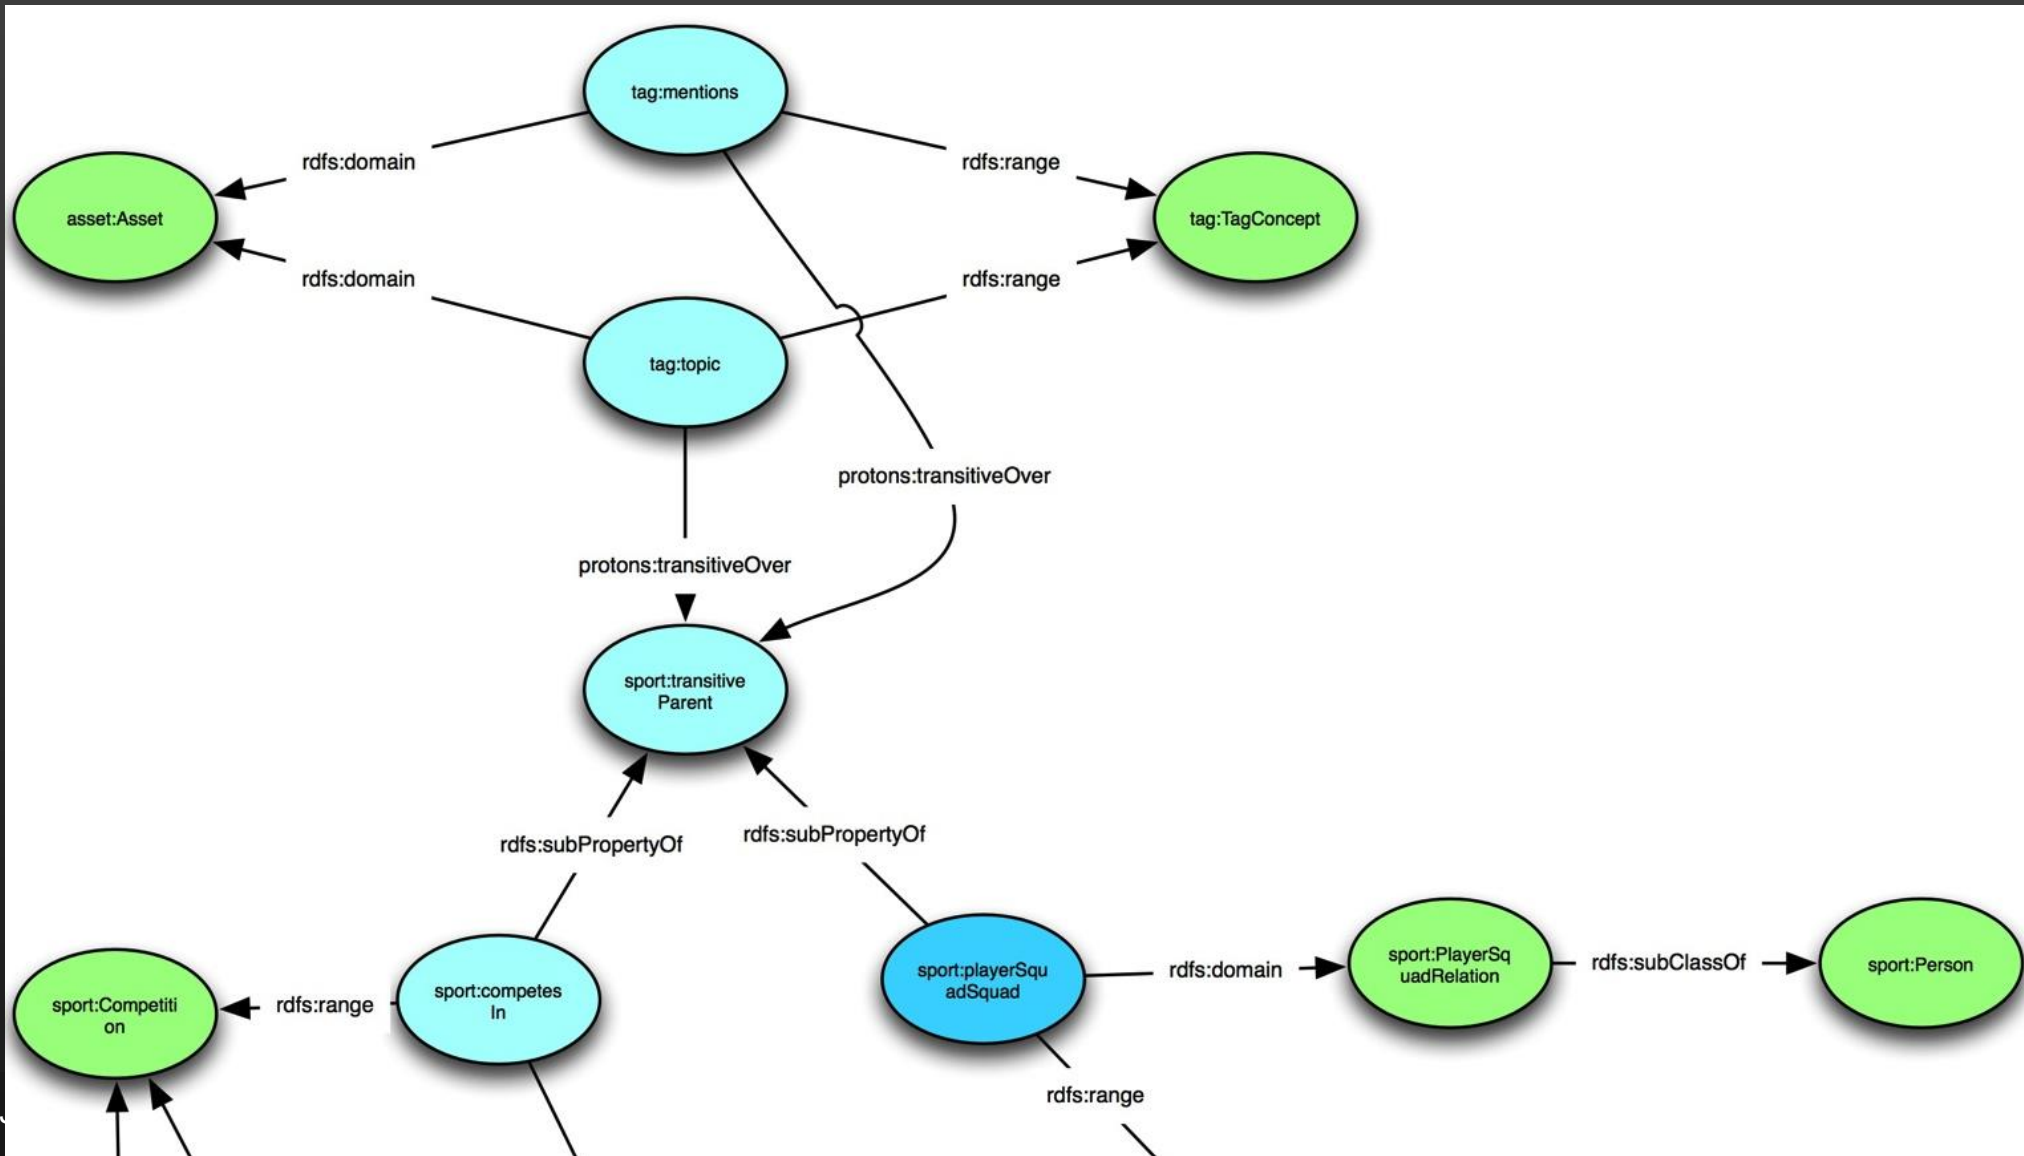 tag:mentions
rdfs:domain
rdfs:range
asset:Asset
tag:TagConcept
rdfs:domain
rdfs:range
tag:topic
protons:transitiveOver
protons:transitiveOver
sport:transitive
Parent
rdfs:subPropertyOf
rdfs:subPropertyOf
sport:Competiti
on
rdfs:range
sport:competes
In
sport:playerSqu
adSquad
rdfs:domain
sport:PlayerSq
uadRelation
rdfs:subClassOf
sport:Person
rdfs:range